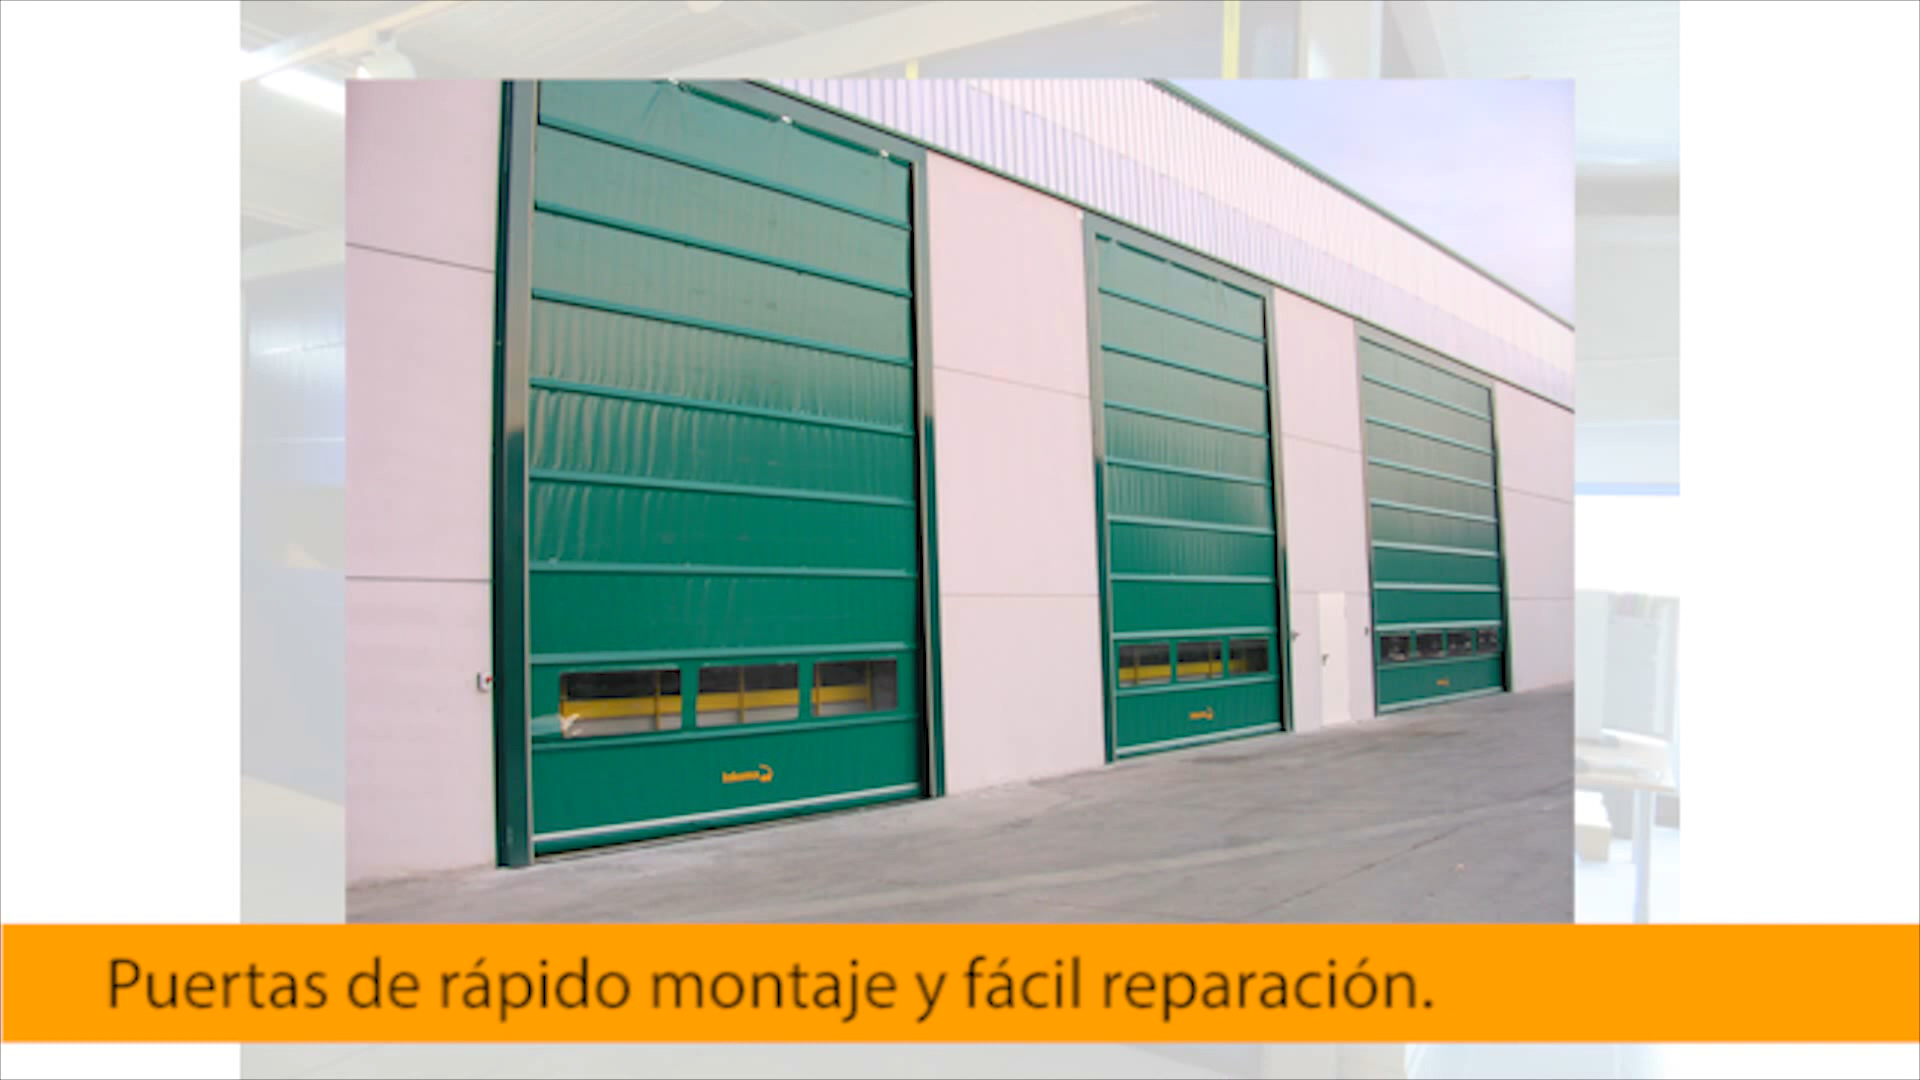 Puertas de rápido montaje y fácil reparación.